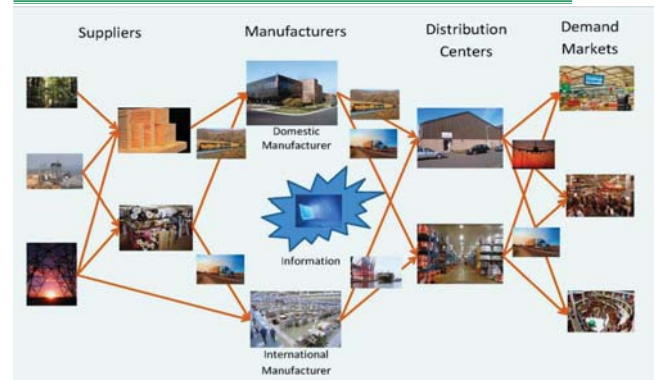 Suppliers
Manufacturers
Distribution
Centers
Demand
Markets
Domestic
Manufacturer
Information
International
Manufacturer